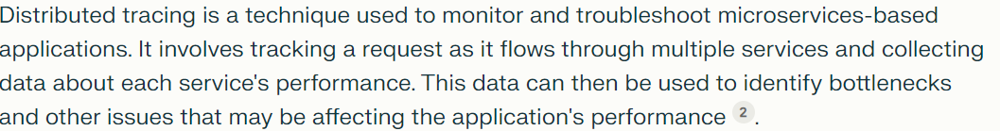 Distributed tracing is a technique used to monitor and troubleshoot microservices-based
applications. It involves tracking a request as it flows through multiple services and collecting
data about each service's performance. This data can then be used to identify bottlenecks
and other issues that may be affecting the application's performance 2.